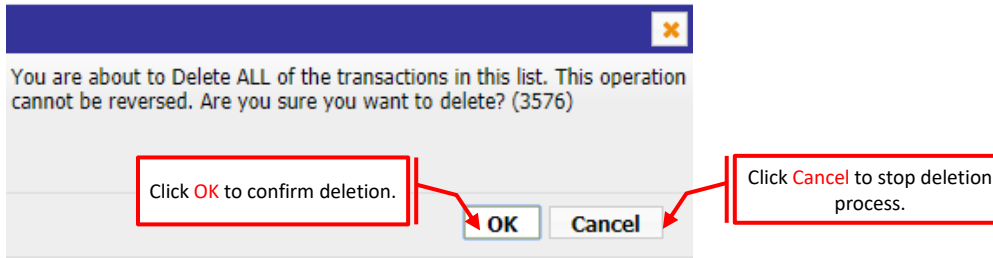 You are about to Delete ALL of the transactions in this list. This operation
cannot be reversed. Are you sure you want to delete? (3576)
Click OK to confirm deletion.
Click Cancel to stop deletion
process.
OK
Cancel